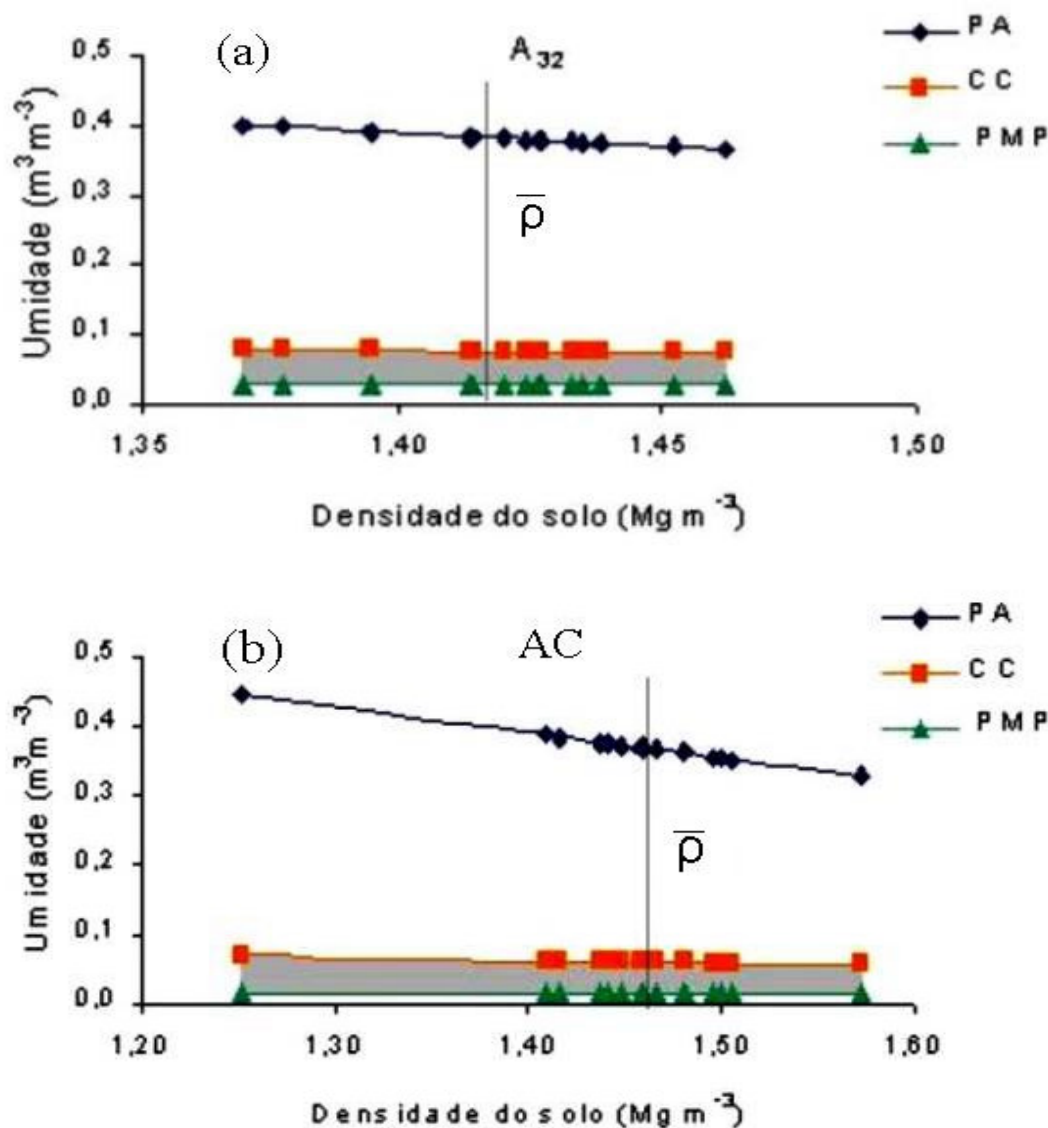 (a)
A₃₂
PA
CC
PMP
Umidade (m³ m⁻³)
0,5
0,4
0,3
0,2
0,1
0,0
ρ̅
1,35 1,40 1,45 1,50
Densidade do solo (Mg m⁻³)
(b)
AC
PA
CC
PMP
Umidade (m³m⁻³)
0,5
0,4
0,3
0,2
0,1
0,0
ρ̅
1,20 1,30 1,40 1,50 1,60
Densidade do solo (Mg m⁻³)